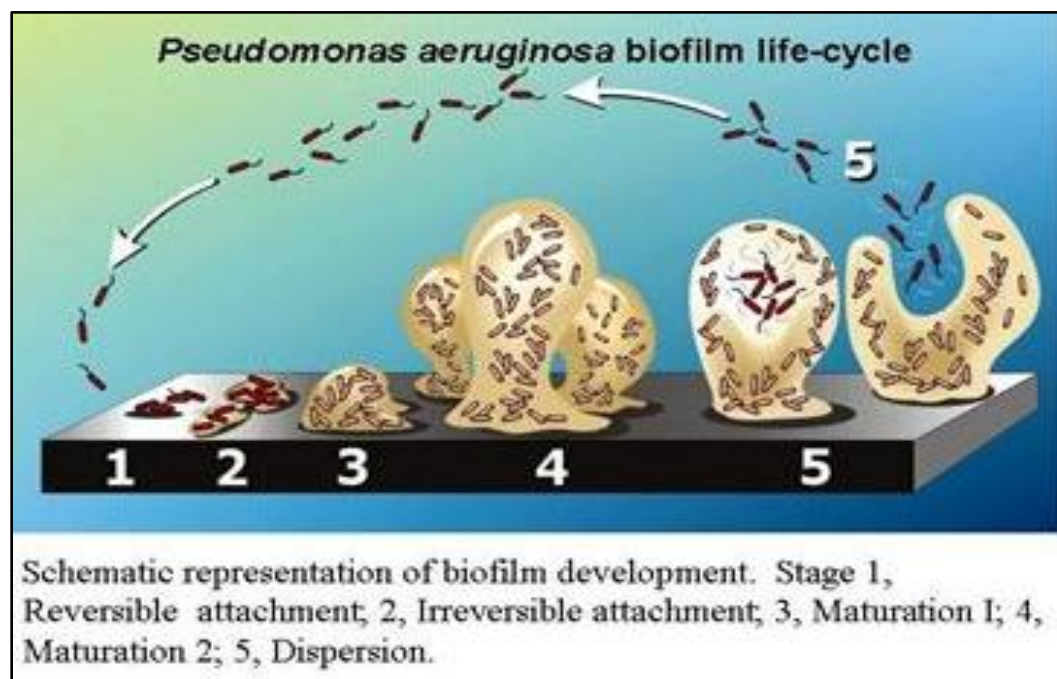 Pseudomonas aeruginosa biofilm life-cycle
5
1 2 3 4 5
Schematic representation of biofilm development. Stage 1,
Reversible attachment, 2, Irreversible attachment, 3, Maturation I; 4,
Maturation 2; 5, Dispersion.